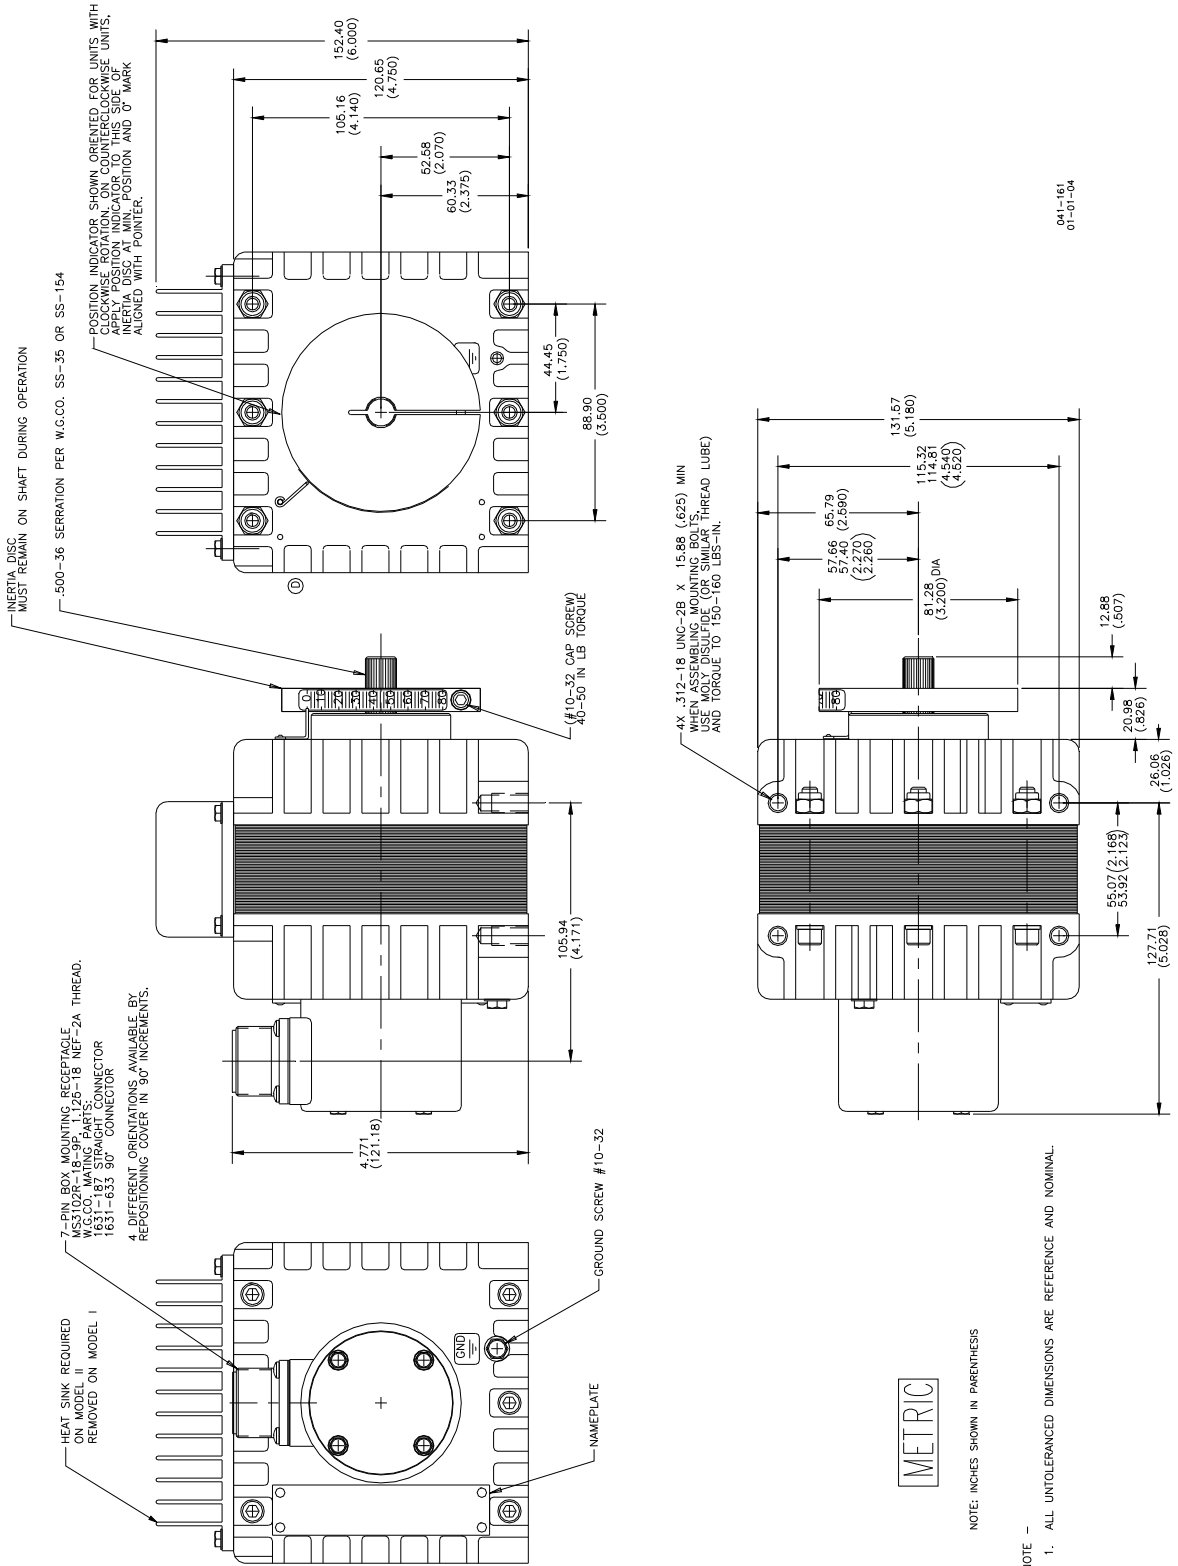 HEAT SINK REQUIRED
ON MODEL II
REMOVED ON MODEL I
7-PIN BOX MOUNTING RECEPTACLE
MS3102R-18-9P, 1.125-18 NEF-2A THREAD.
W.G.CO. MATING PARTS:
1631-187 STRAIGHT CONNECTOR
1631-633 90° CONNECTOR
4 DIFFERENT ORIENTATIONS AVAILABLE BY
REPOSITIONING COVER IN 90° INCREMENTS.
GND
GROUND SCREW #10-32
NAMEPLATE
4.771
(121.18)
105.94
(4.171)
INERTIA DISC
MUST REMAIN ON SHAFT DURING OPERATION
.500-36 SERRATION PER W.G.CO. SS-35 OR SS-154
0
10
20
30
40
50
60
70
80
(#10-32 CAP SCREW)
40-50 IN LB TORQUE
D
POSITION INDICATOR SHOWN ORIENTED FOR UNITS WITH
CLOCKWISE ROTATION. ON COUNTERCLOCKWISE UNITS,
APPLY POSITION INDICATOR TO THIS SIDE OF
INERTIA DISC AT MIN. POSITION AND 0° MARK
ALIGNED WITH POINTER.
152.40
(6.000)
120.65
(4.750)
105.16
(4.140)
52.58
(2.070)
60.33
(2.375)
44.45
(1.750)
88.90
(3.500)
4X .312-18 UNC-2B X 15.88 (.625) MIN
WHEN ASSEMBLING MOUNTING BOLTS,
USE MOLY DISULFIDE (OR SIMILAR THREAD LUBE)
AND TORQUE TO 150-160 LBS-IN.
131.57
(5.180)
115.32
114.81
(4.540)
(4.520)
65.79
(2.590)
57.66
57.40
(2.270)
(2.260)
81.28
(3.200) DIA
80
12.88
(.507)
20.98
(.826)
26.06
(1.026)
55.07 (2.168)
53.92 (2.123)
127.71
(5.028)
041-161
01-01-04
METRIC
NOTE: INCHES SHOWN IN PARENTHESIS
IOTE -
1. ALL UNTOLERANCED DIMENSIONS ARE REFERENCE AND NOMINAL.